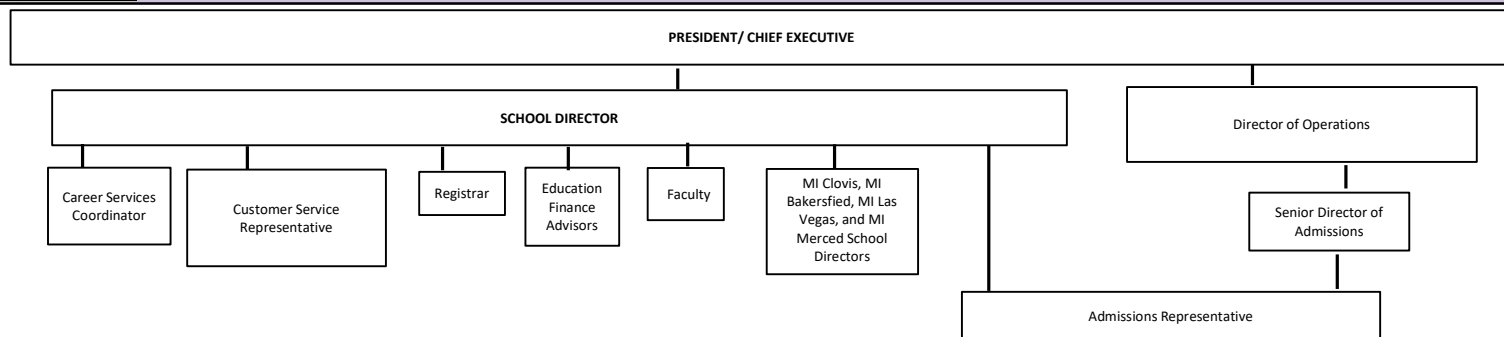 PRESIDENT/ CHIEF EXECUTIVE
SCHOOL DIRECTOR
Director of Operations
Career Services
Coordinator
Customer Service
Representative
Registrar
Education
Finance
Advisors
Faculty
MI Clovis, MI
Bakersfied, MI Las
Vegas, and MI
Merced School
Directors
Senior Director of
Admissions
Admissions Representative